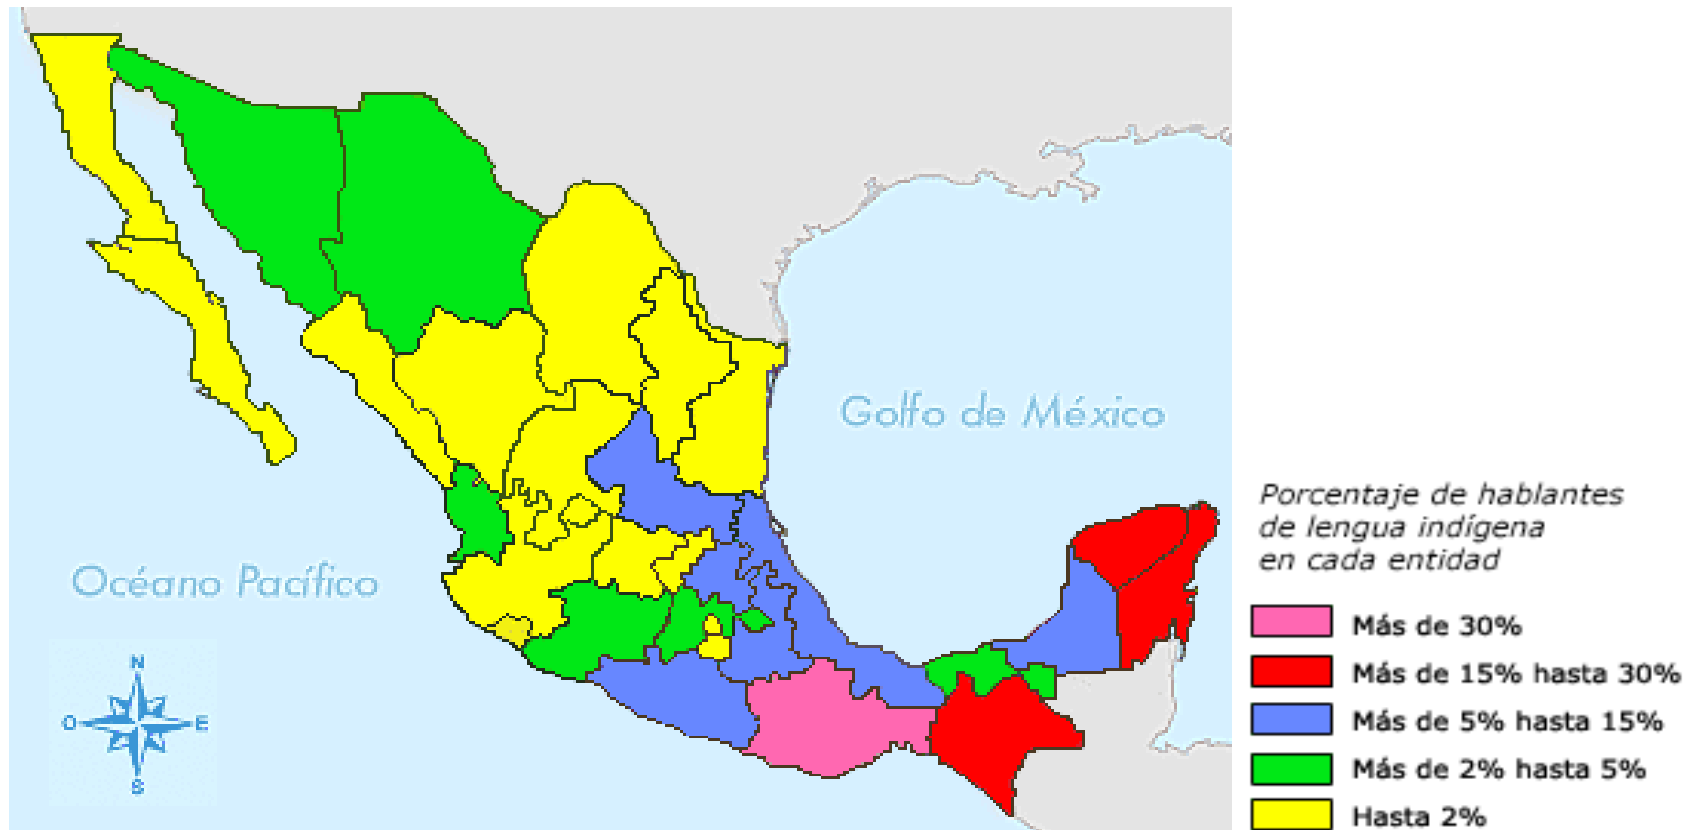 Golfo de México
Océano Pacífico
N
O
E
S
Porcentaje de hablantes
de lengua indígena
en cada entidad
Más de 30%
Más de 15% hasta 30%
Más de 5% hasta 15%
Más de 2% hasta 5%
Hasta 2%